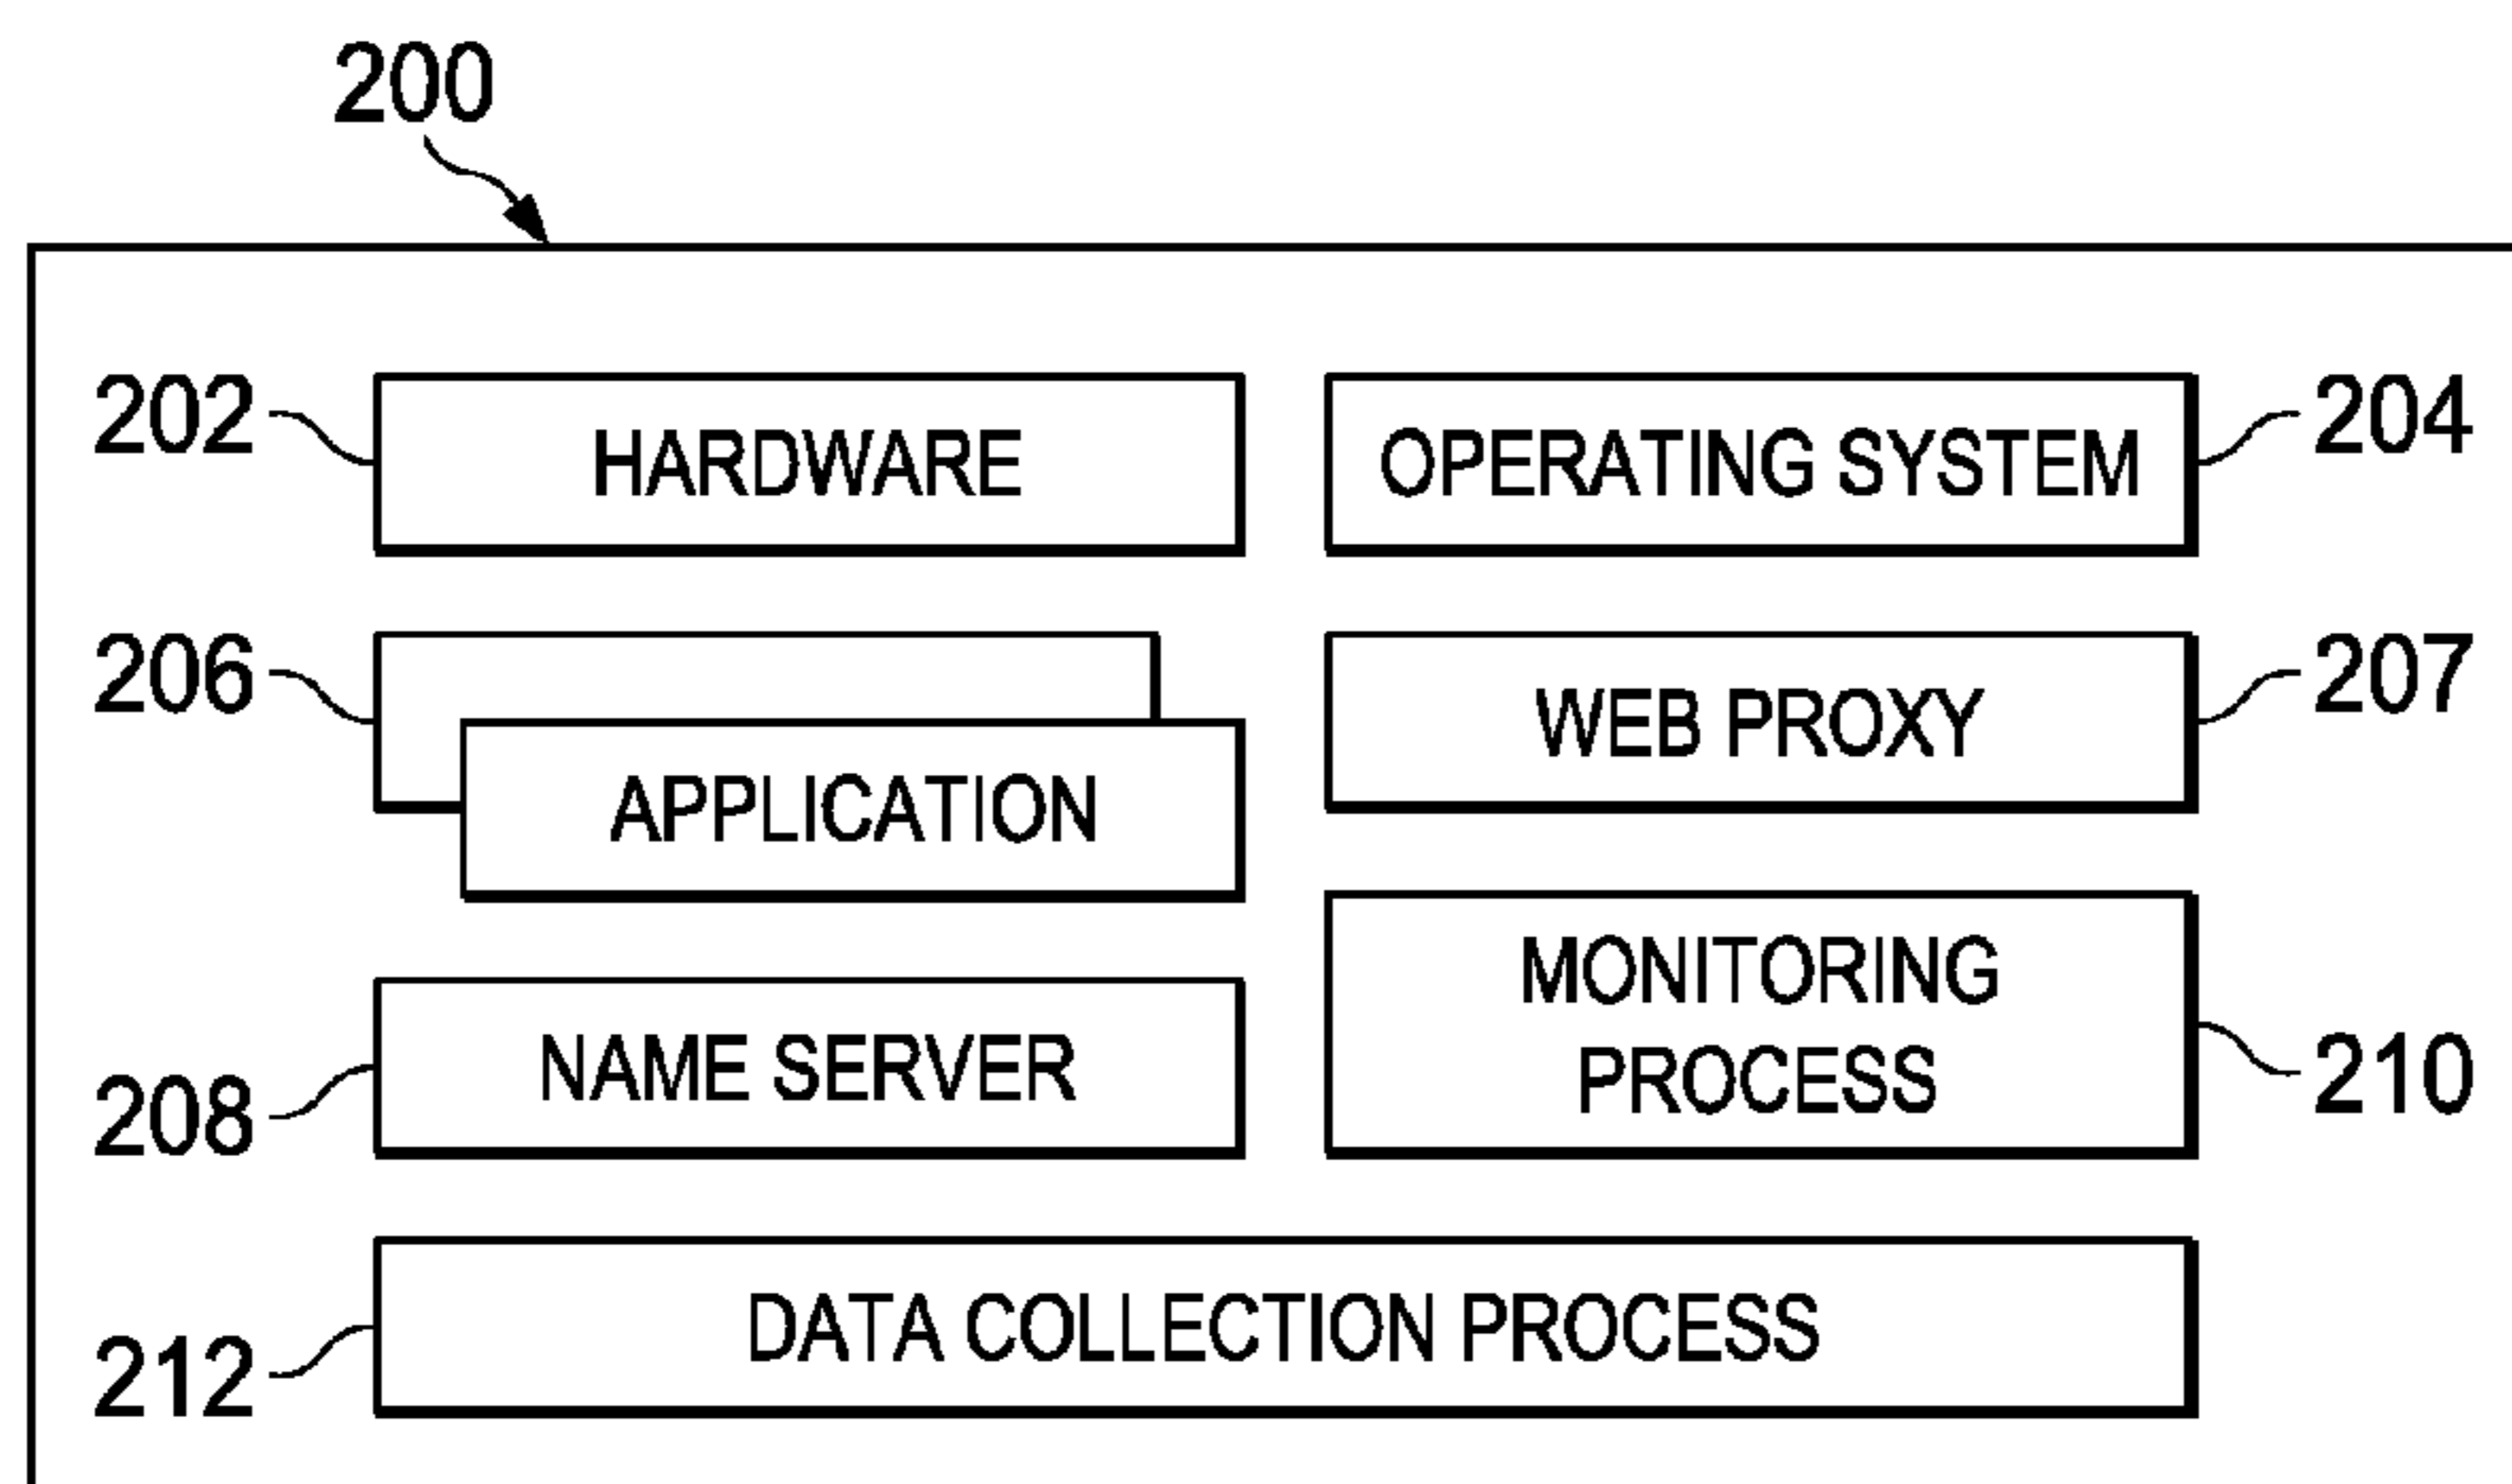 200
202 HARDWARE OPERATING SYSTEM 204
206 WEB PROXY 207
APPLICATION
MONITORING
NAME SERVER PROCESS 210
208
DATA COLLECTION PROCESS
212